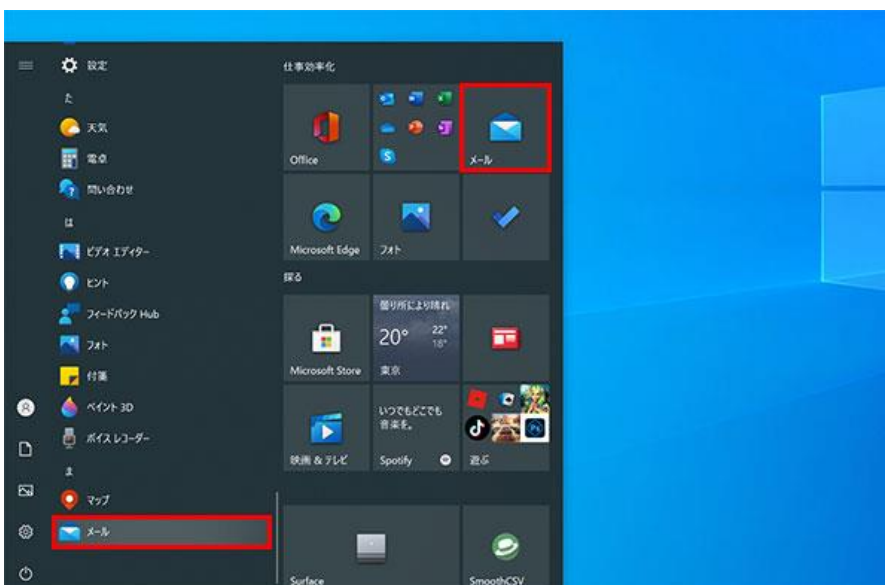 設定
た
天気
電卓
問い合わせ
は
ビデオ エディター
ヒント
フィードバック Hub
フォト
付箋
ペイント 3D
ボイス レコーダー
ま
マップ
メール
仕事効率化
Office
メール
Microsoft Edge
フォト
探る
Microsoft Store
曇り所により晴れ
20°
22°
18°
東京
映画 & テレビ
いつでもどこでも
音楽を。
Spotify
遊ぶ
Surface
SmoothCSV